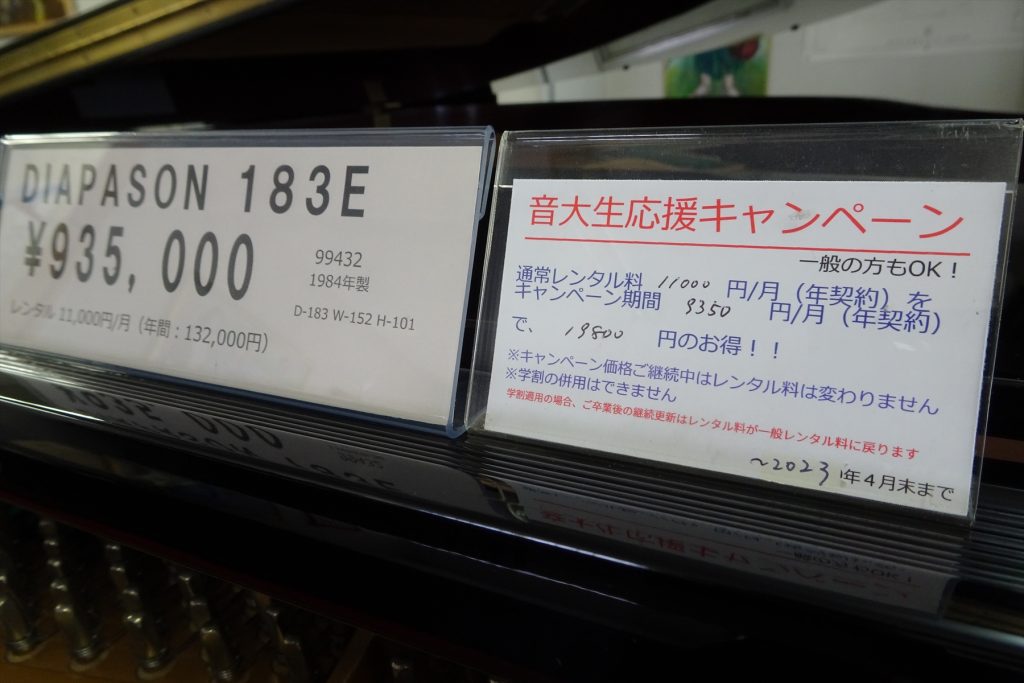 DIAPASON 183E
¥935,000
99432
1984年製
D-183 W-152 H-101
レンタル 11,000円/月（年間：132,000円）
音大生応援キャンペーン
一般の方もOK！
通常レンタル料 11000 円/月（年契約）を
キャンペーン期間 9350 円/月（年契約）
で、 19800 円のお得！！
※キャンペーン価格ご継続中はレンタル料は変わりません
※学割の併用はできません
学割適用の場合、ご卒業後の継続更新はレンタル料が一般レンタル料に戻ります
～2023年４月末まで